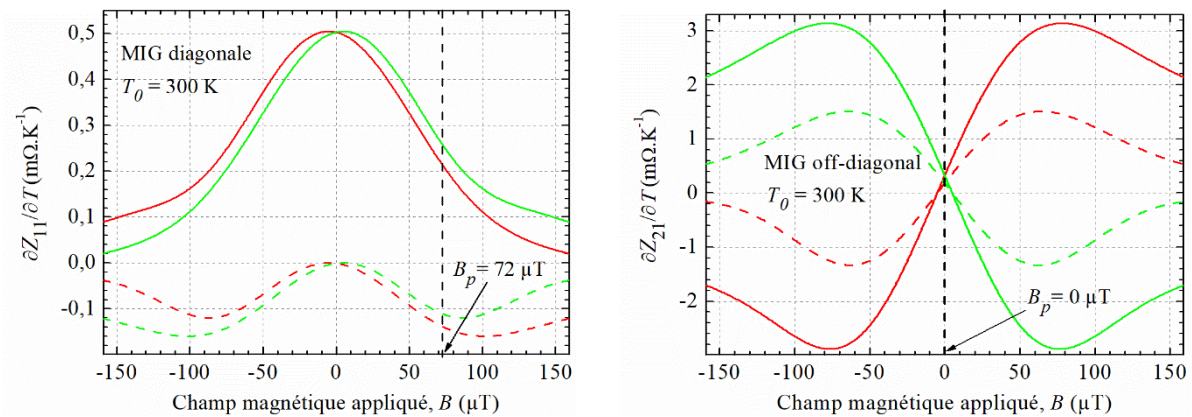 0,5
0,4
0,3
0,2
0,1
0,0
-0,1
∂Z11/∂T (mΩ.K-1)
MIG diagonale
T0 = 300 K
Bp = 72 µT
-150 -100 -50 0 50 100 150
Champ magnétique appliqué, B (µT)
3
2
1
0
-1
-2
∂Z21/∂T (mΩ.K-1)
MIG off-diagonal
T0 = 300 K
Bp = 0 µT
-150 -100 -50 0 50 100 150
Champ magnétique appliqué, B (µT)